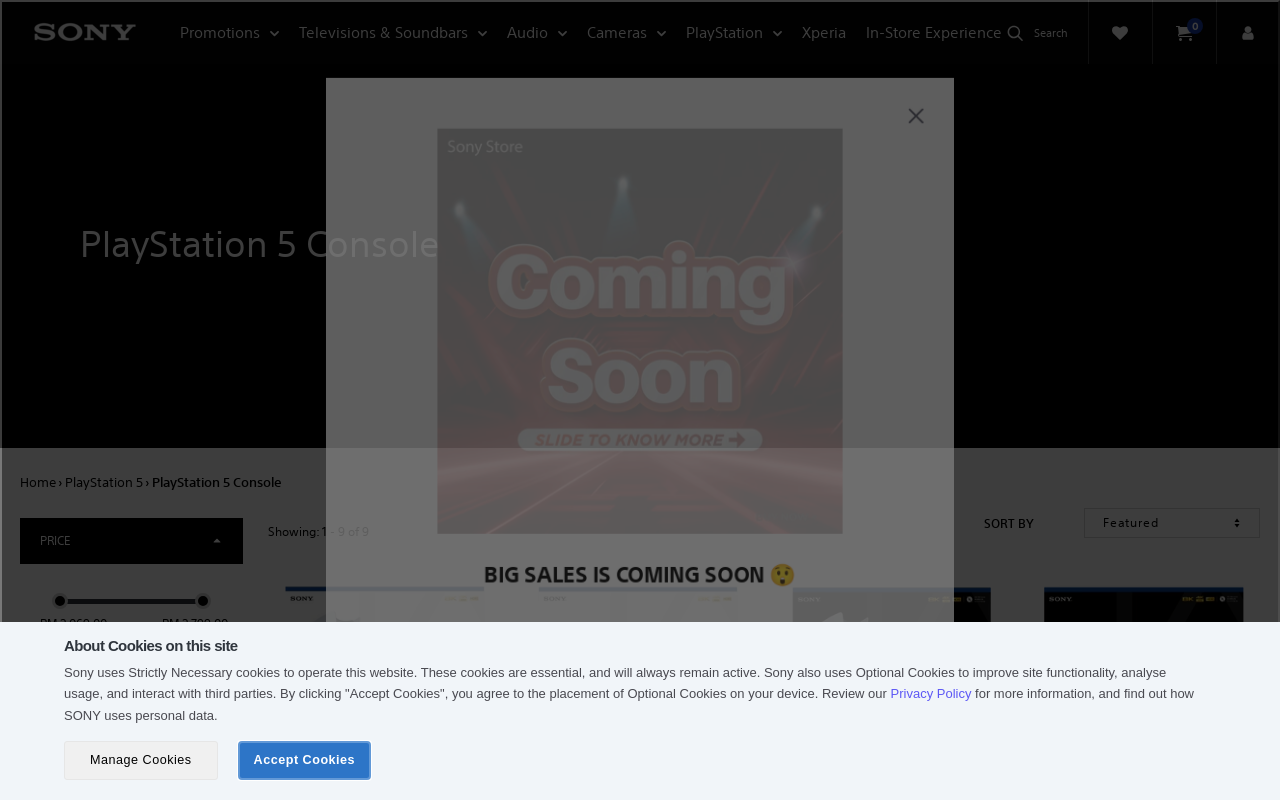 SONY
Promotions
Televisions & Soundbars
Audio
Cameras
PlayStation
Xperia
In-Store Experience
Search
0
Sony Store
PlayStation 5 Console
Coming
Soon
SLIDE TO KNOW MORE
Home › PlayStation 5 › PlayStation 5 Console
PRICE
Showing: 1 - 9 of 9
SORT BY
Featured
BIG SALES IS COMING SOON 😲
SONY
SONY
SONY
About Cookies on this site
Sony uses Strictly Necessary cookies to operate this website. These cookies are essential, and will always remain active. Sony also uses Optional Cookies to improve site functionality, analyse
usage, and interact with third parties. By clicking "Accept Cookies", you agree to the placement of Optional Cookies on your device. Review our Privacy Policy for more information, and find out how
SONY uses personal data.
Manage Cookies
Accept Cookies